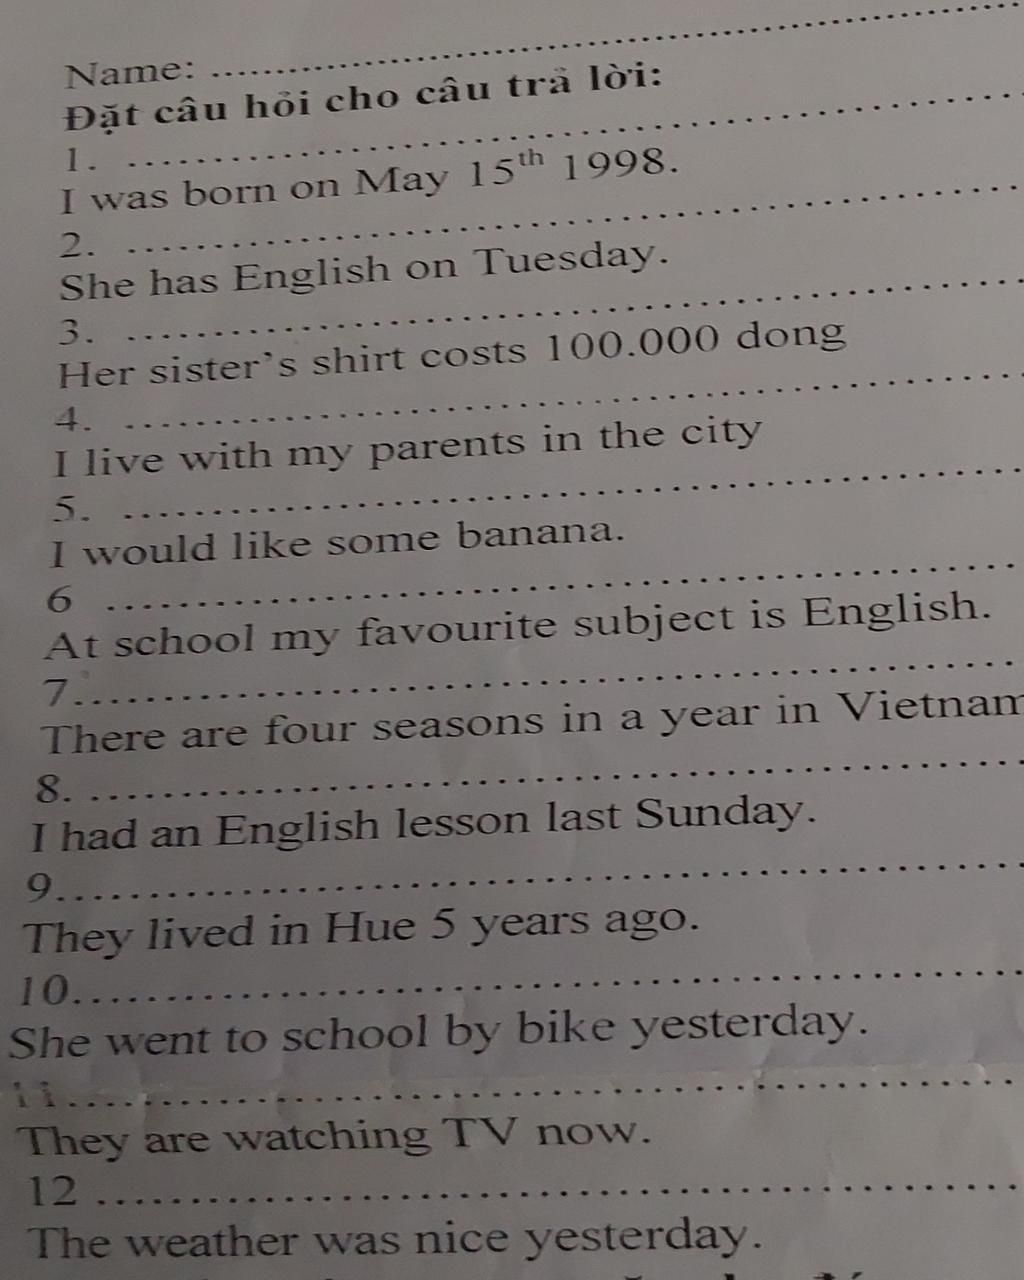 Name: ........................................
Đặt câu hỏi cho câu trả lời:
1. ........................................
I was born on May 15th 1998.
2. ........................................
She has English on Tuesday.
3. ........................................
Her sister's shirt costs 100.000 dong
4. ........................................
I live with my parents in the city
5. ........................................
I would like some banana.
6 ........................................
At school my favourite subject is English.
7.........................................
There are four seasons in a year in Vietnam
8. ........................................
I had an English lesson last Sunday.
9.........................................
They lived in Hue 5 years ago.
10.........................................
She went to school by bike yesterday.
11.........................................
They are watching TV now.
12 ........................................
The weather was nice yesterday.